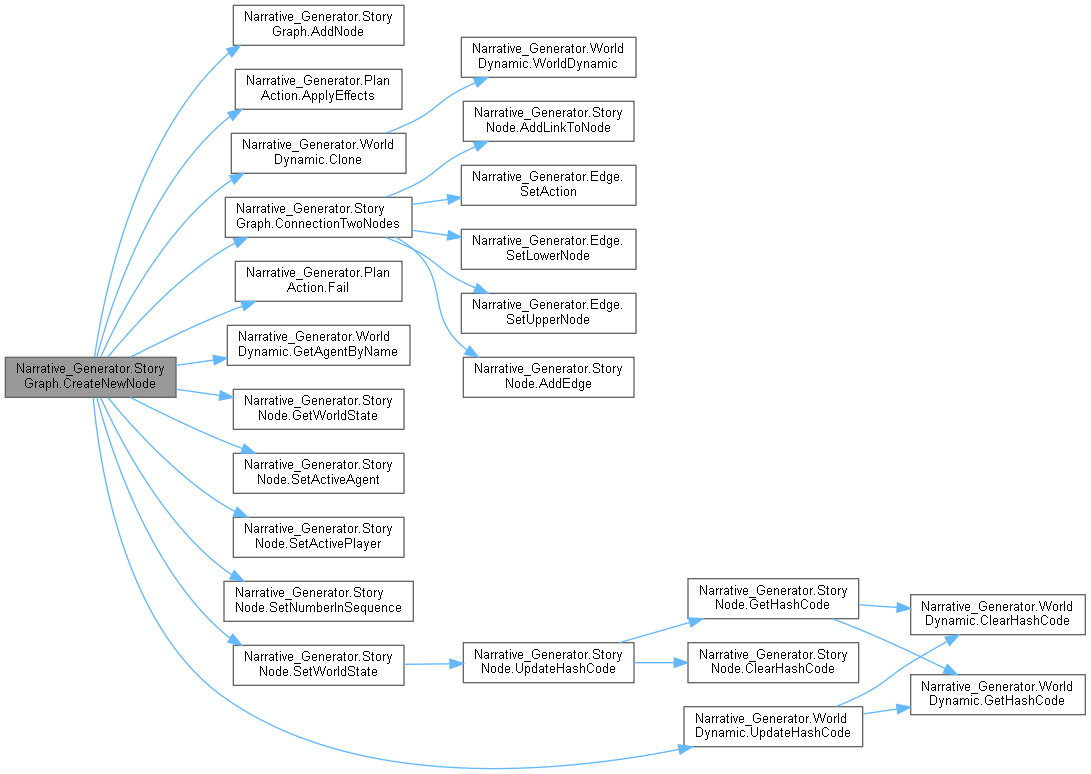 Narrative_Generator.Story
Graph.AddNode
Narrative_Generator.Plan
Action.ApplyEffects
Narrative_Generator.World
Dynamic.Clone
Narrative_Generator.Story
Graph.ConnectionTwoNodes
Narrative_Generator.Plan
Action.Fail
Narrative_Generator.World
Dynamic.GetAgentByName
Narrative_Generator.Story
Graph.CreateNewNode
Narrative_Generator.Story
Node.GetWorldState
Narrative_Generator.Story
Node.SetActiveAgent
Narrative_Generator.Story
Node.SetActivePlayer
Narrative_Generator.Story
Node.SetNumberInSequence
Narrative_Generator.Story
Node.SetWorldState
Narrative_Generator.World
Dynamic.WorldDynamic
Narrative_Generator.Story
Node.AddLinkToNode
Narrative_Generator.Edge.
SetAction
Narrative_Generator.Edge.
SetLowerNode
Narrative_Generator.Edge.
SetUpperNode
Narrative_Generator.Story
Node.AddEdge
Narrative_Generator.Story
Node.UpdateHashCode
Narrative_Generator.Story
Node.GetHashCode
Narrative_Generator.Story
Node.ClearHashCode
Narrative_Generator.World
Dynamic.UpdateHashCode
Narrative_Generator.World
Dynamic.ClearHashCode
Narrative_Generator.World
Dynamic.GetHashCode